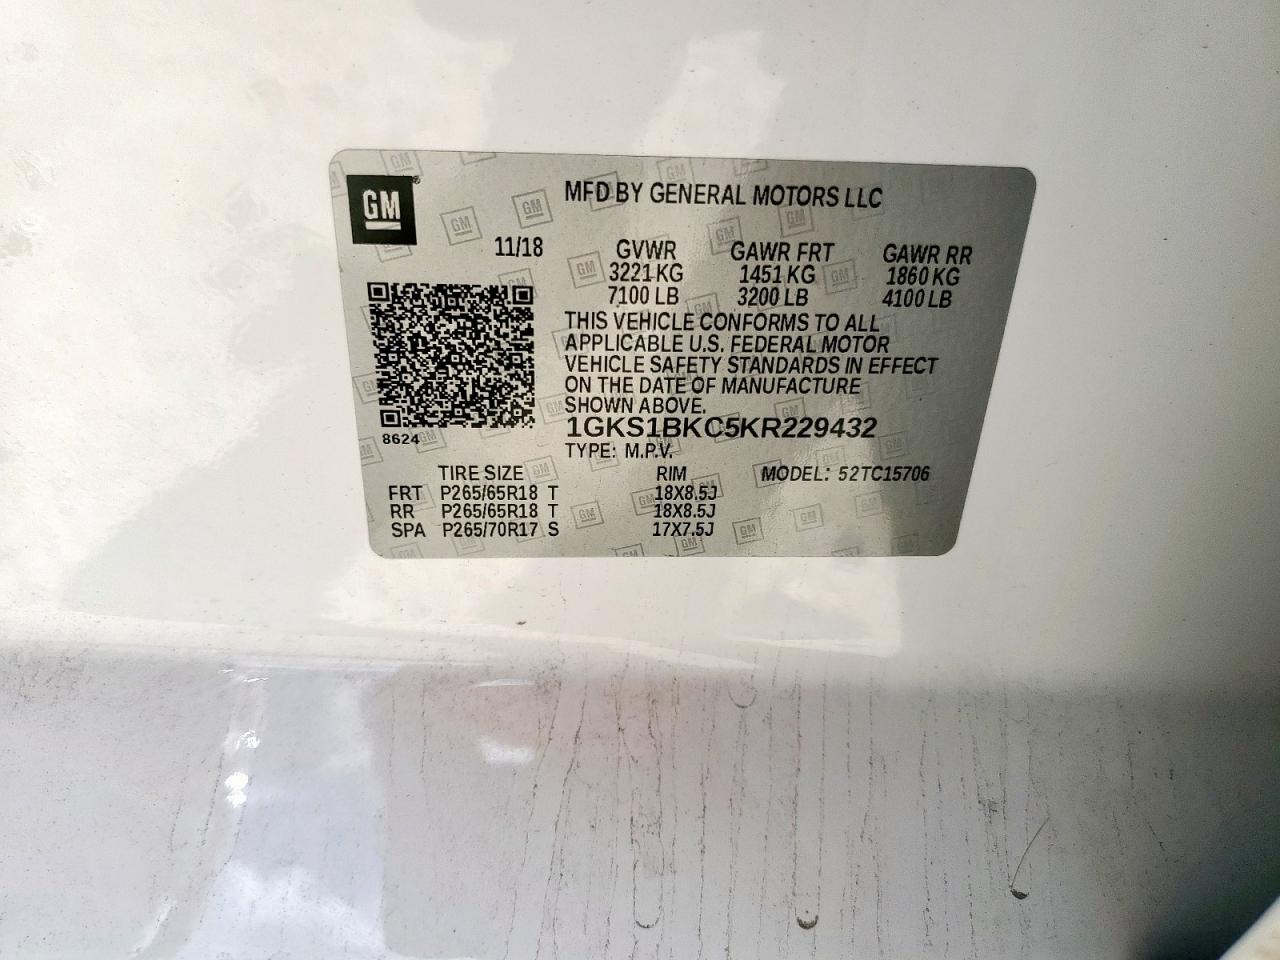 GM
MFD BY GENERAL MOTORS LLC
11/18 GVWR GAWR FRT GAWR RR
3221 KG 1451 KG 1860 KG
7100 LB 3200 LB 4100 LB
THIS VEHICLE CONFORMS TO ALL
APPLICABLE U.S. FEDERAL MOTOR
VEHICLE SAFETY STANDARDS IN EFFECT
ON THE DATE OF MANUFACTURE
SHOWN ABOVE.
8624
1GKS1BKC5KR229432
TYPE: M.P.V.
TIRE SIZE RIM MODEL: 52TC15706
FRT P265/65R18 T 18X8.5J
RR P265/65R18 T 18X8.5J
SPA P265/70R17 S 17X7.5J